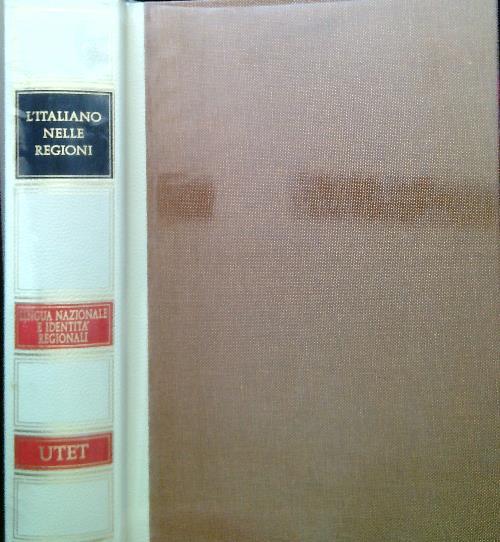 L'ITALIANO
NELLE
REGIONI
LINGUA NAZIONALE
E IDENTITA'
REGIONALI
UTET